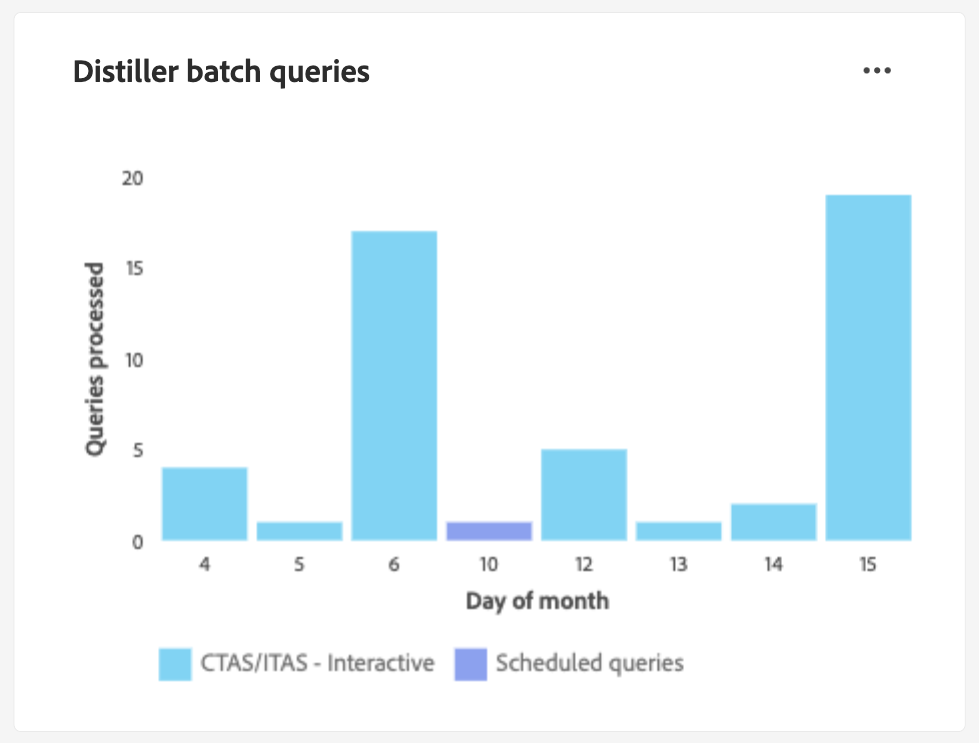 Distiller batch queries
20
15
10
5
0
Queries processed
4 5 6 10 12 13 14 15
Day of month
CTAS/ITAS - Interactive Scheduled queries